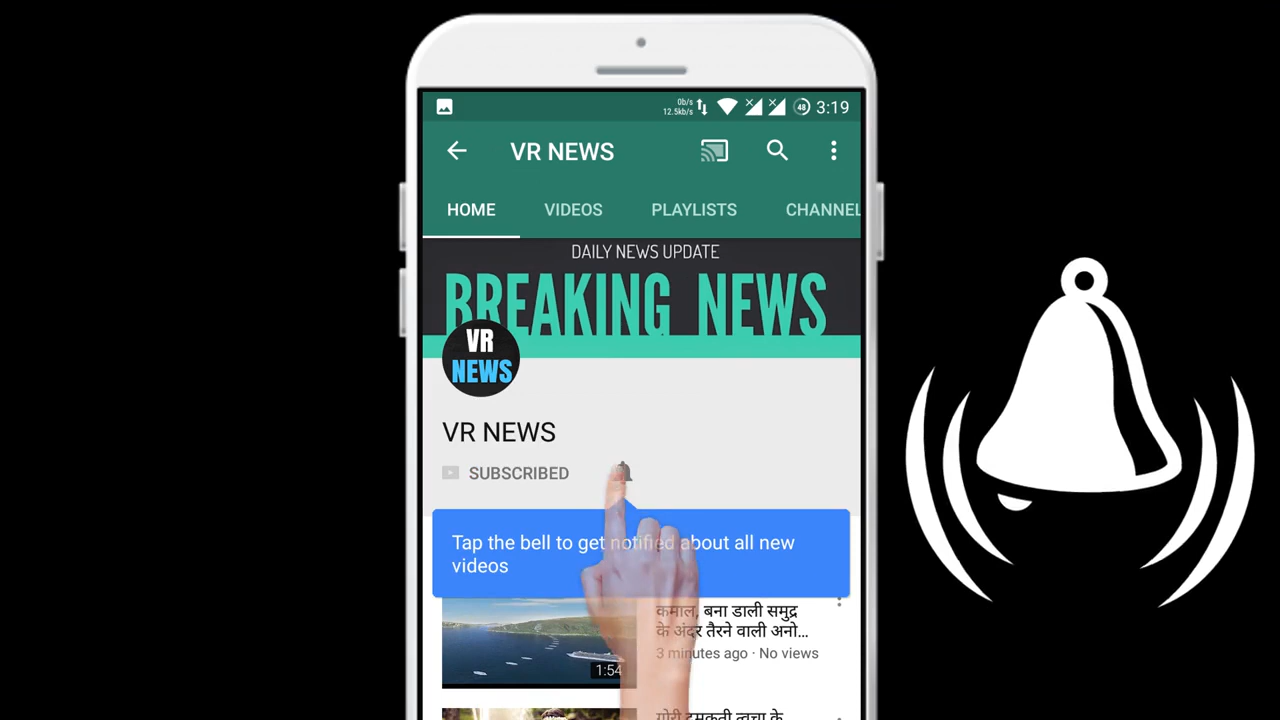 0b/s
12.5kb/s
48
3:19
VR NEWS
HOME
VIDEOS
PLAYLISTS
CHANNEL
DAILY NEWS UPDATE
BREAKING NEWS
VR
NEWS
VR NEWS
SUBSCRIBED
Tap the bell to get notified about all new
videos
कमाल, बना डाली समुद्र
के अंदर तैरने वाली अनो...
3 minutes ago · No views
1:54
गोरी दमकती त्वचा के